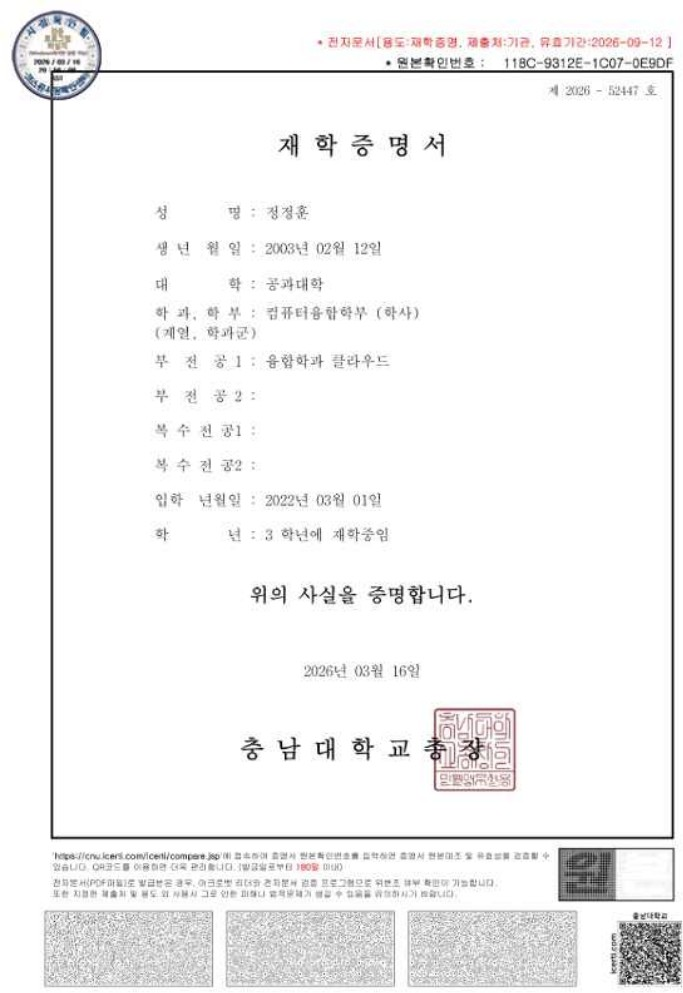 • 전자문서[용도:재학증명, 제출처:기관, 유효기간:2026-09-12 ]
• 원본확인번호 : 118C-9312E-1C07-0E9DF
제 2026 - 52447 호
재 학 증 명 서
성 명 : 정정훈
생 년 월 일 : 2003년 02월 12일
대 학 : 공과대학
학 과, 학 부 : 컴퓨터융합학부 (학사)
(계열, 학과군)
부 전 공 1 : 융합학과 클라우드
부 전 공 2 :
복 수 전 공1 :
복 수 전 공2 :
입학 년월일 : 2022년 03월 01일
학 년 : 3 학년에 재학중임
위의 사실을 증명합니다.
2026년 03월 16일
충 남 대 학 교 총 장
'https://cnu.icerti.com/icerti/compare.jsp'에 접속하여 증명서 원본확인번호를 입력하면 증명서 원본대조 및 유효성을 검증할 수
있습니다. QR코드를 이용하면 더욱 편리합니다. (발급일로부터 180일 이내)
전자문서(PDF파일)로 발급받은 경우, 아크로벳 리더와 전자문서 검증 프로그램으로 위변조 여부 확인이 가능합니다.
또한 지정한 제출처 및 용도 외 사용시 그로 인한 피해나 법적문제가 생길 수 있음을 유의하시기 바랍니다.
원
충남대학교
icerti.com